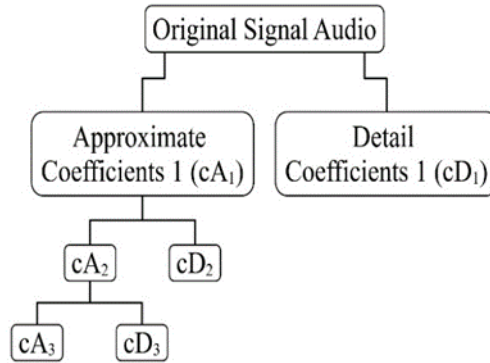 Original Signal Audio
Approximate
Coefficients 1 (cA₁)
Detail
Coefficients 1 (cD₁)
cA₂
cD₂
cA₃
cD₃